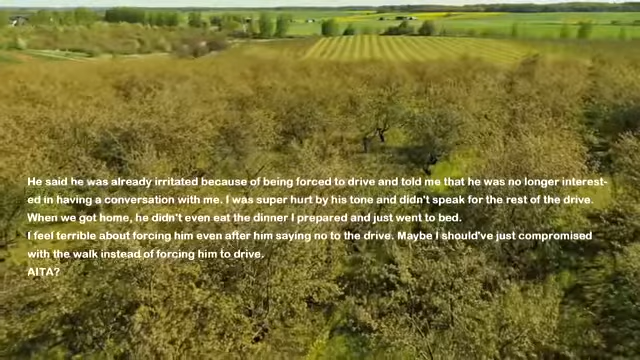 He said he was already irritated because of being forced to drive and told me that he was no longer interest-
ed in having a conversation with me. I was super hurt by his tone and didn't speak for the rest of the drive.
When we got home, he didn't even eat the dinner I prepared and just went to bed.
I feel terrible about forcing him even after him saying no to the drive. Maybe I should've just compromised
with the walk instead of forcing him to drive.
AITA?